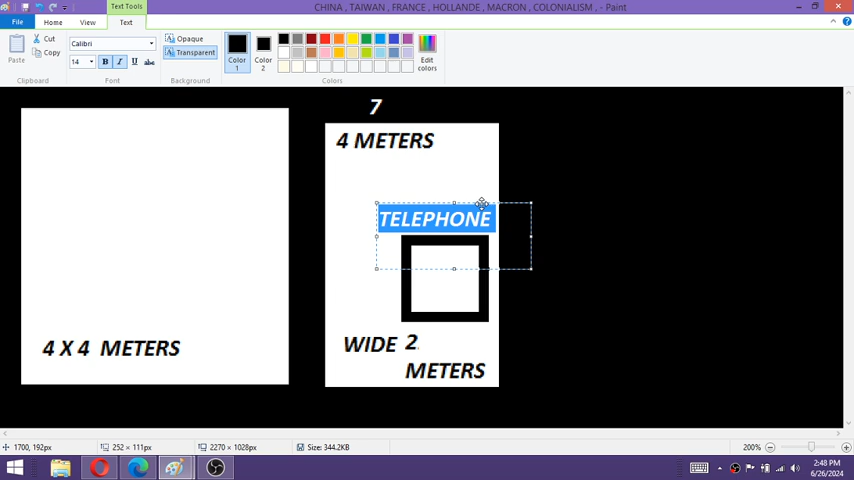 Text Tools
CHINA , TAIWAN , FRANCE , HOLLANDE , MACRON , COLONIALISM . - Paint
File
Home
View
Text
Paste
Cut
Copy
Clipboard
Calibri
14
B I U abc
Font
Opaque
Transparent
Background
Color 1
Color 2
Edit colors
Colors
7
4 METERS
TELEPHONE
WIDE 2
METERS
4 X 4 METERS
1700, 192px
252 × 111px
2270 × 1028px
Size: 344.2KB
200%
2:48 PM
6/26/2024